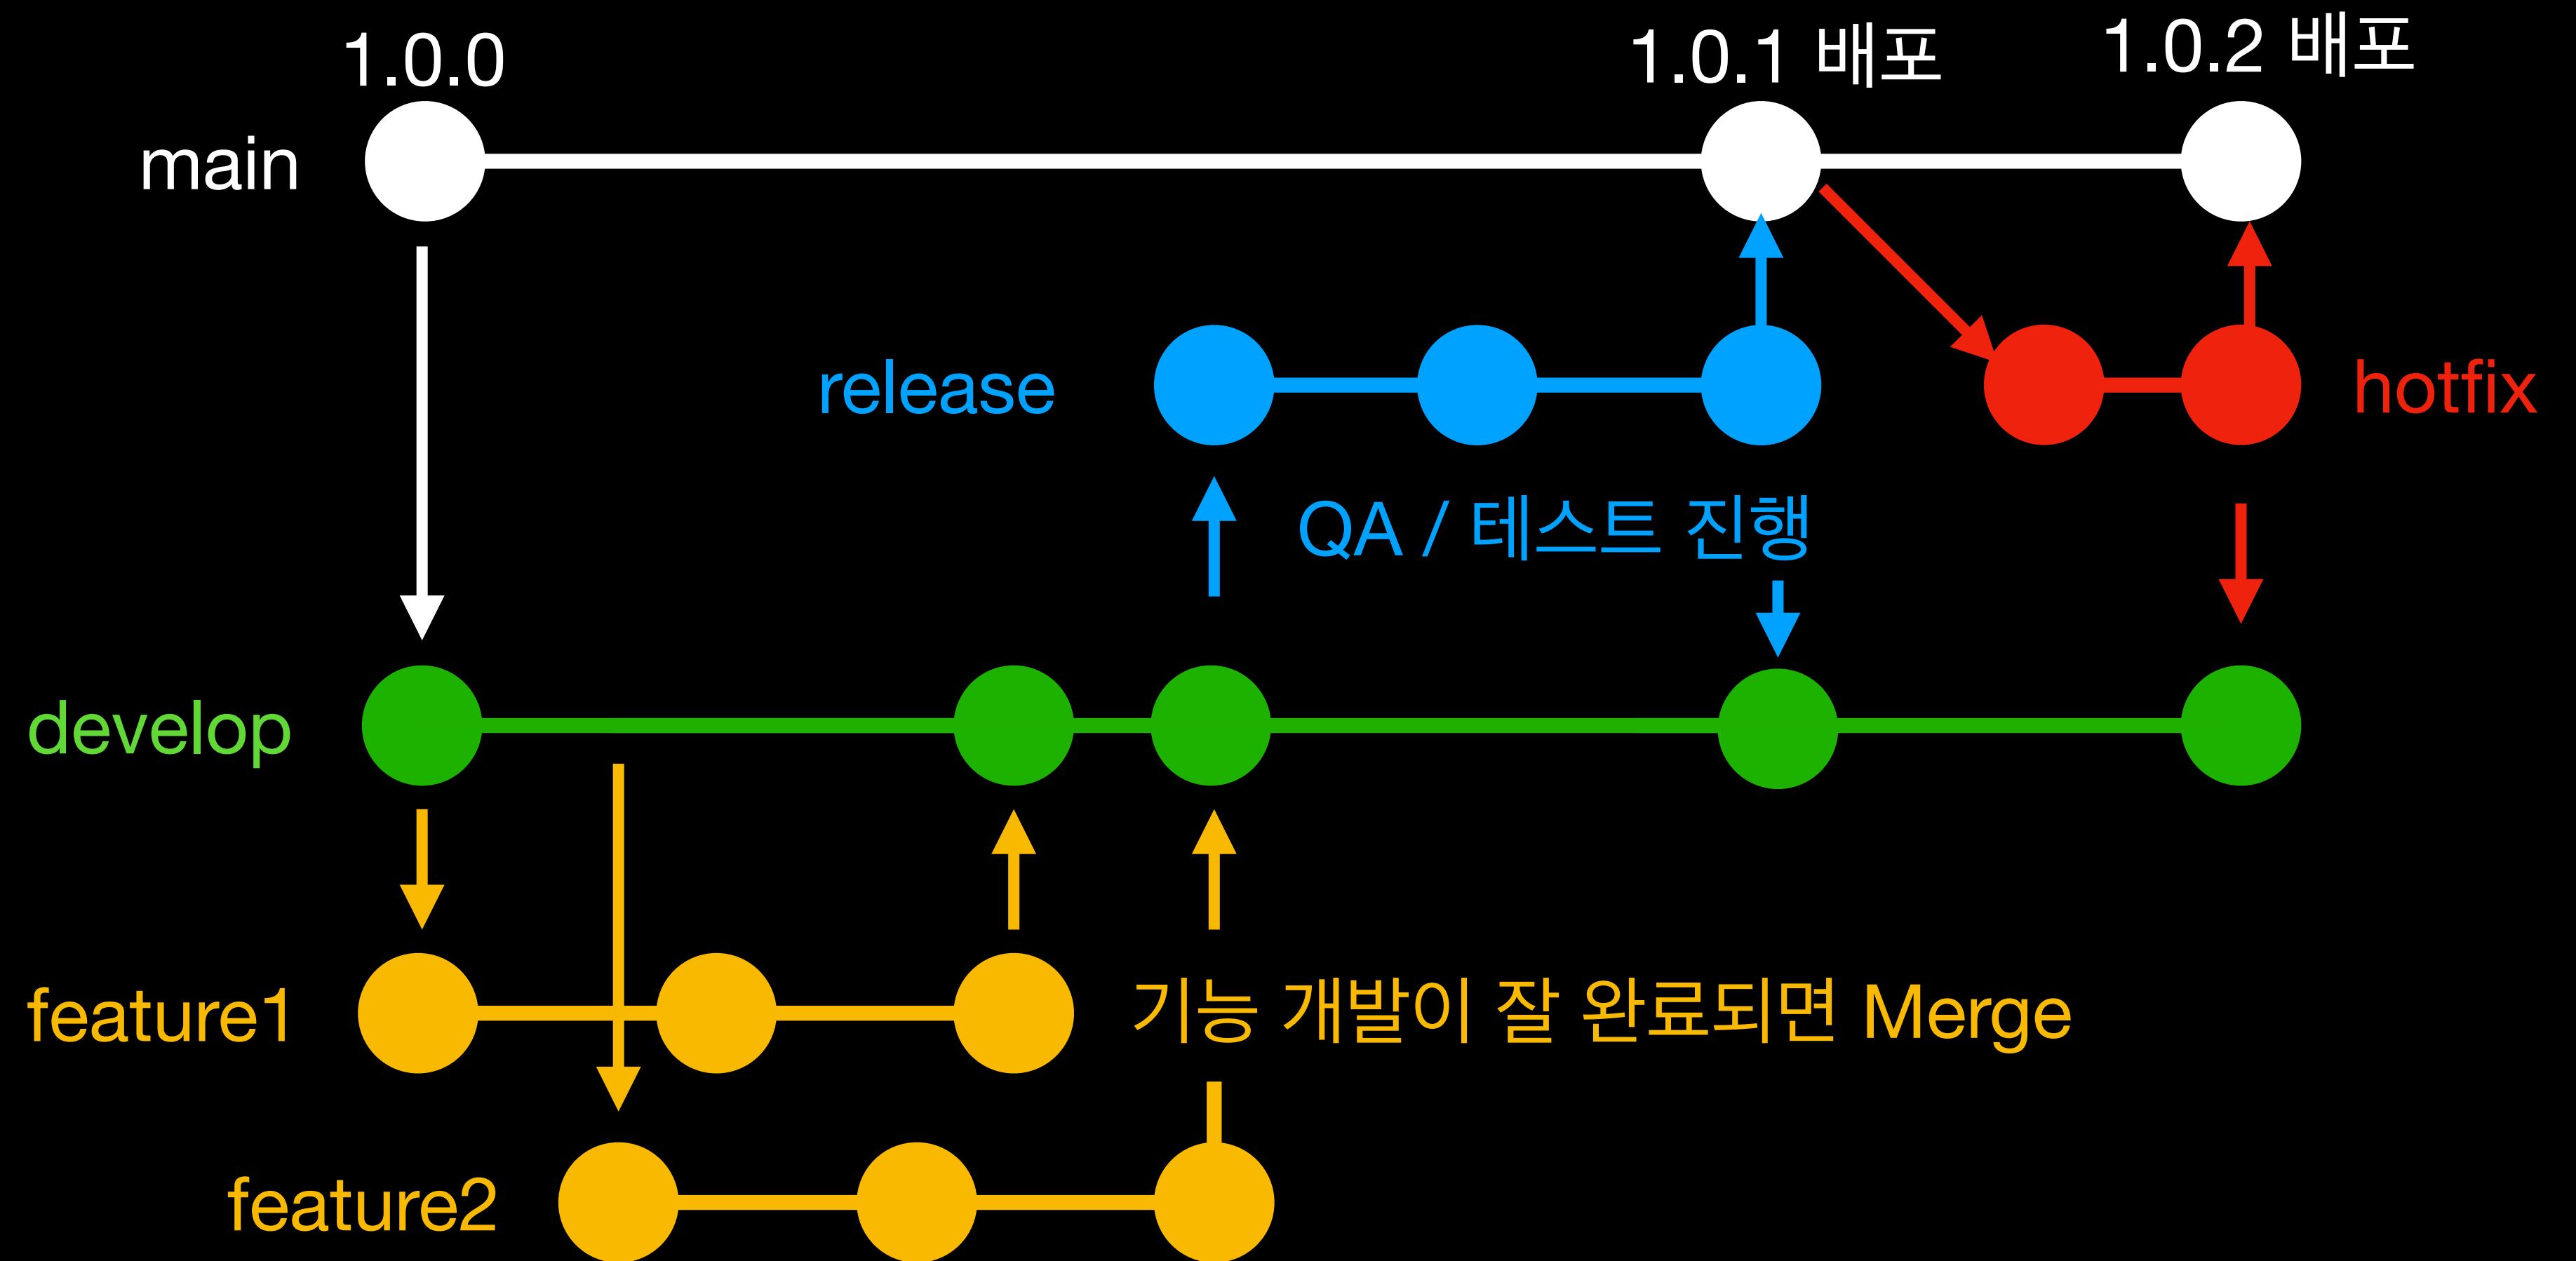 1.0.0
1.0.1 배포
1.0.2 배포
main
release
hotfix
QA / 테스트 진행
develop
feature1
기능 개발이 잘 완료되면 Merge
feature2